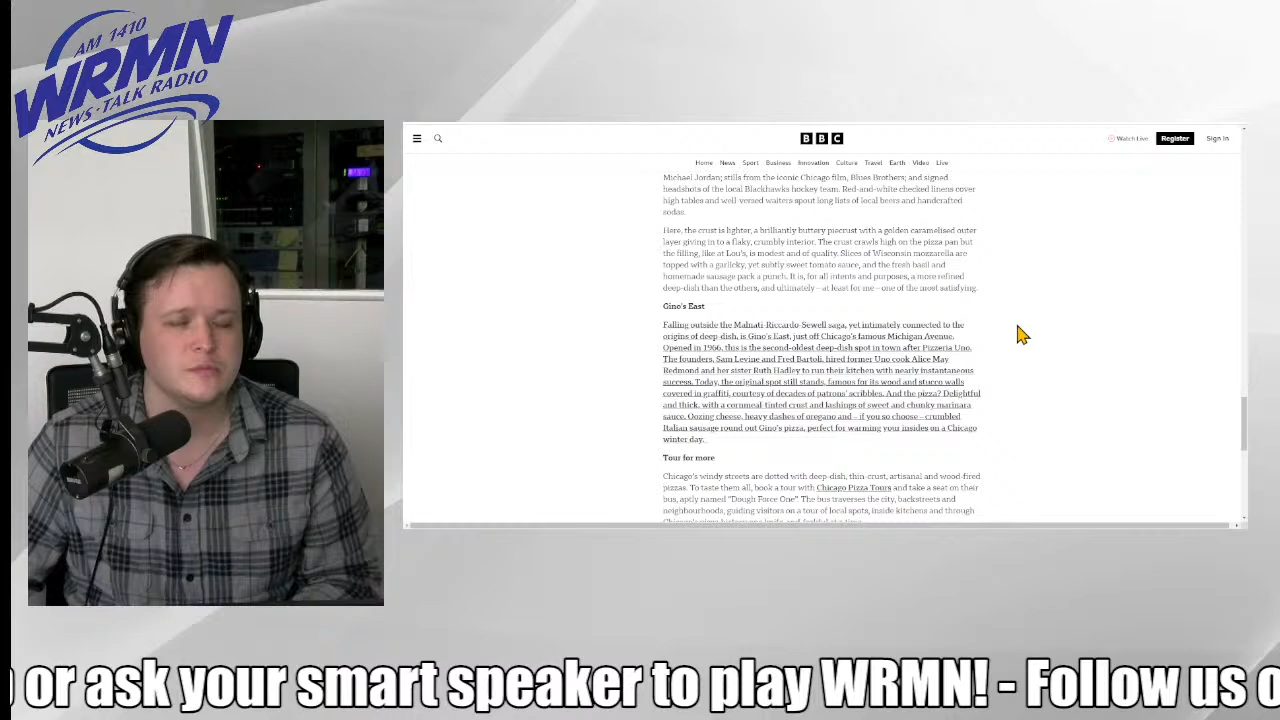 AM 1410
WRMN
NEWS·TALK RADIO
BBC
Watch Live
Register
Sign In
Home News Sport Business Innovation Culture Travel Earth Video Live
Michael Jordan; stills from the iconic Chicago film, Blues Brothers; and signed
headshots of the local Blackhawks hockey team. Red-and-white checked linens cover
high tables and well-versed waiters spout long lists of local beers and handcrafted
sodas.
Here, the crust is lighter, a brilliantly buttery piecrust with a golden caramelised outer
layer giving in to a flaky, crumbly interior. The crust crawls high on the pizza pan but
the filling, like at Lou's, is modest and of quality. Slices of Wisconsin mozzarella are
topped with a garlicky, yet subtly sweet tomato sauce, and the fresh basil and
homemade sausage pack a punch. It is, for all intents and purposes, a more refined
deep-dish than the others, and ultimately – at least for me – one of the most satisfying.
Gino's East
Falling outside the Malnati-Riccardo-Sewell saga, yet intimately connected to the
origins of deep-dish, is Gino's East, just off Chicago's famous Michigan Avenue.
Opened in 1966, this is the second-oldest deep-dish spot in town after Pizzeria Uno.
The founders, Sam Levine and Fred Bartoli, hired former Uno cook Alice May
Redmond and her sister Ruth Hadley to run their kitchen with nearly instantaneous
success. Today, the original spot still stands, famous for its wood and stucco walls
covered in graffiti, courtesy of decades of patrons' scribbles. And the pizza? Delightful
and thick, with a cornmeal-tinted crust and lashings of sweet and chunky marinara
sauce. Oozing cheese, heavy dashes of oregano and – if you so choose – crumbled
Italian sausage round out Gino's pizza, perfect for warming your insides on a Chicago
winter day.
Tour for more
Chicago's windy streets are dotted with deep-dish, thin-crust, artisanal and wood-fired
pizzas. To taste them all, book a tour with Chicago Pizza Tours and take a seat on their
bus, aptly named "Dough Force One". The bus traverses the city, backstreets and
neighbourhoods, guiding visitors on a tour of local spots, inside kitchens and through
or ask your smart speaker to play WRMN! - Follow us o